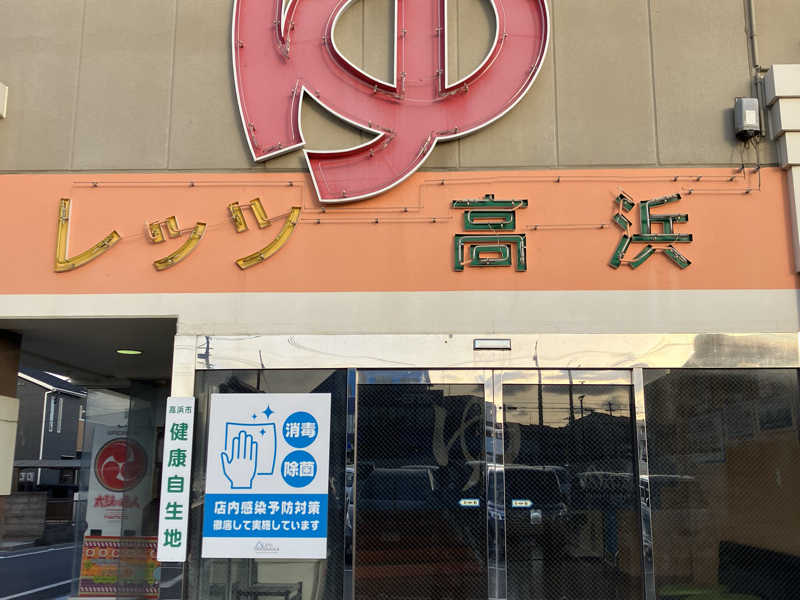 ゆ
レッツ 高浜
高浜市
健康自生地
消毒
除菌
店内感染予防対策
徹底して実施しています
ゆ